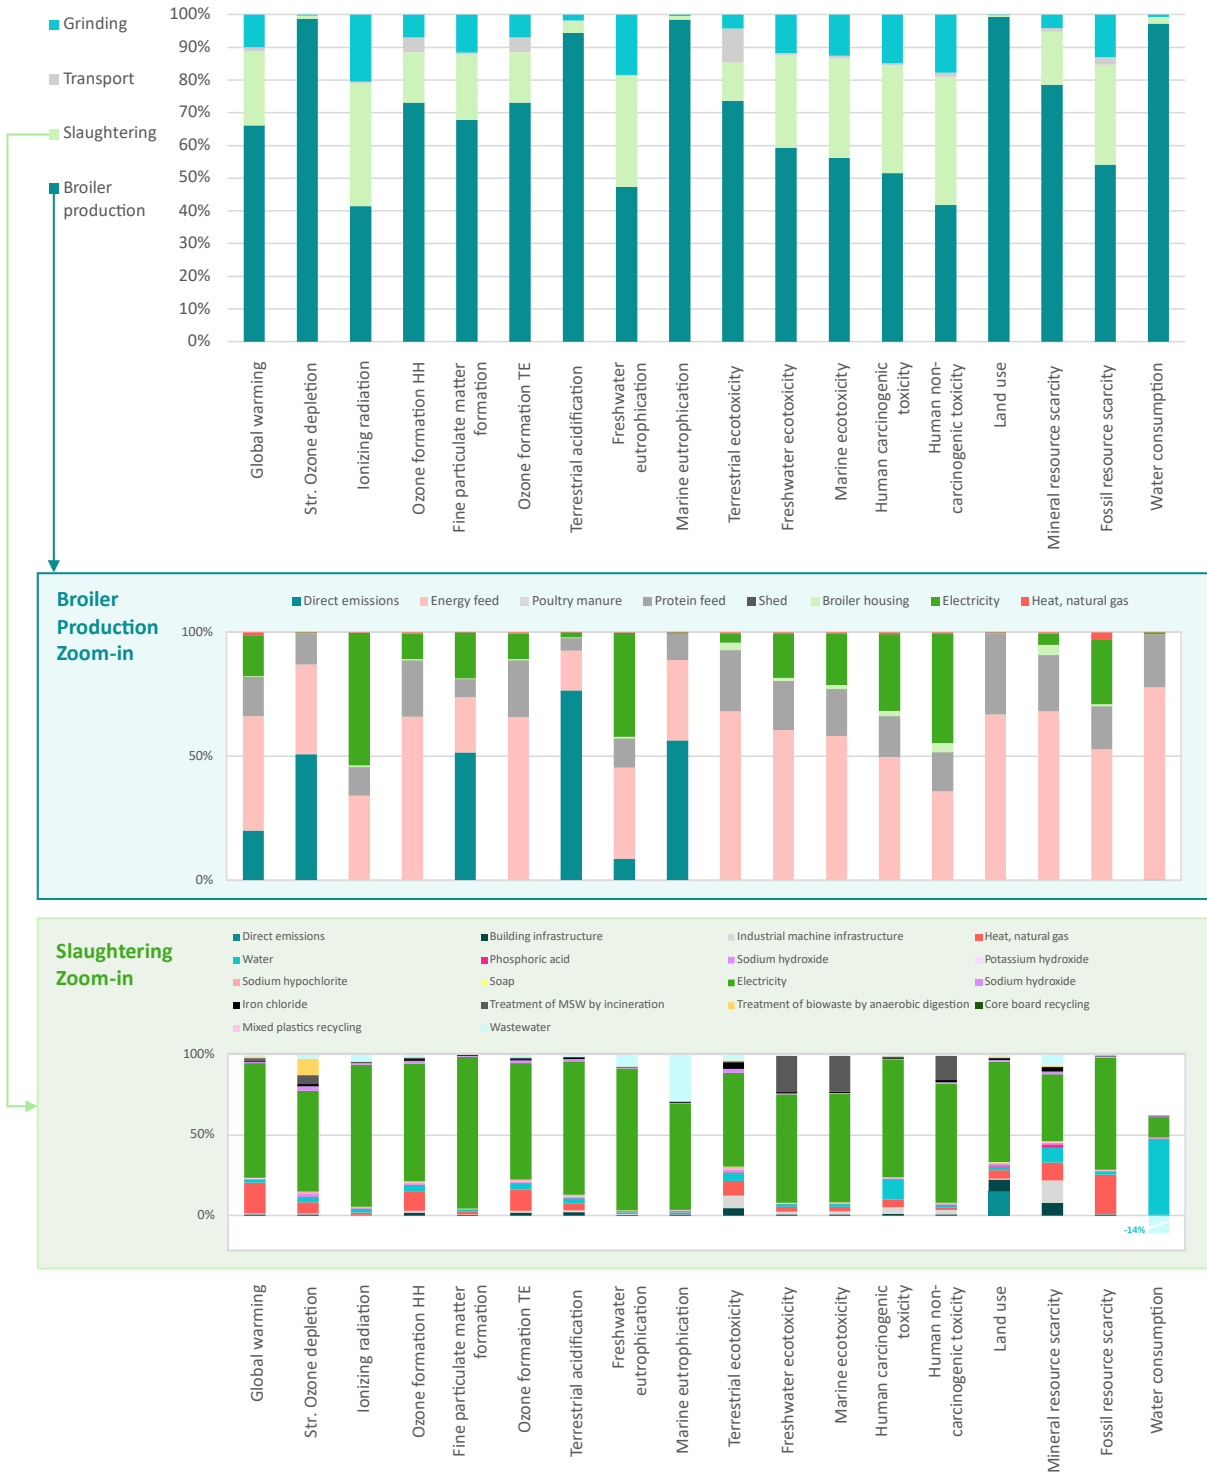 Grinding
Transport
Slaughtering
Broiler
production
100%
90%
80%
70%
60%
50%
40%
30%
20%
10%
0%
Global warming
Str. Ozone depletion
Ionizing radiation
Ozone formation HH
Fine particulate matter
formation
Ozone formation TE
Terrestrial acidification
Freshwater
eutrophication
Marine eutrophication
Terrestrial ecotoxicity
Freshwater ecotoxicity
Marine ecotoxicity
Human carcinogenic
toxicity
Human non-
carcinogenic toxicity
Land use
Mineral resource scarcity
Fossil resource scarcity
Water consumption
Broiler
Production
Zoom-in
Direct emissions
Energy feed
Poultry manure
Protein feed
Shed
Broiler housing
Electricity
Heat, natural gas
100%
50%
0%
Slaughtering
Zoom-in
Direct emissions
Building infrastructure
Industrial machine infrastructure
Heat, natural gas
Water
Phosphoric acid
Sodium hydroxide
Potassium hydroxide
Sodium hypochlorite
Soap
Electricity
Sodium hydroxide
Iron chloride
Treatment of MSW by incineration
Treatment of biowaste by anaerobic digestion
Core board recycling
Mixed plastics recycling
Wastewater
100%
50%
0%
-14%
Global warming
Str. Ozone depletion
Ionizing radiation
Ozone formation HH
Fine particulate matter
formation
Ozone formation TE
Terrestrial acidification
Freshwater
eutrophication
Marine eutrophication
Terrestrial ecotoxicity
Freshwater ecotoxicity
Marine ecotoxicity
Human carcinogenic
toxicity
Human non-
carcinogenic toxicity
Land use
Mineral resource scarcity
Fossil resource scarcity
Water consumption